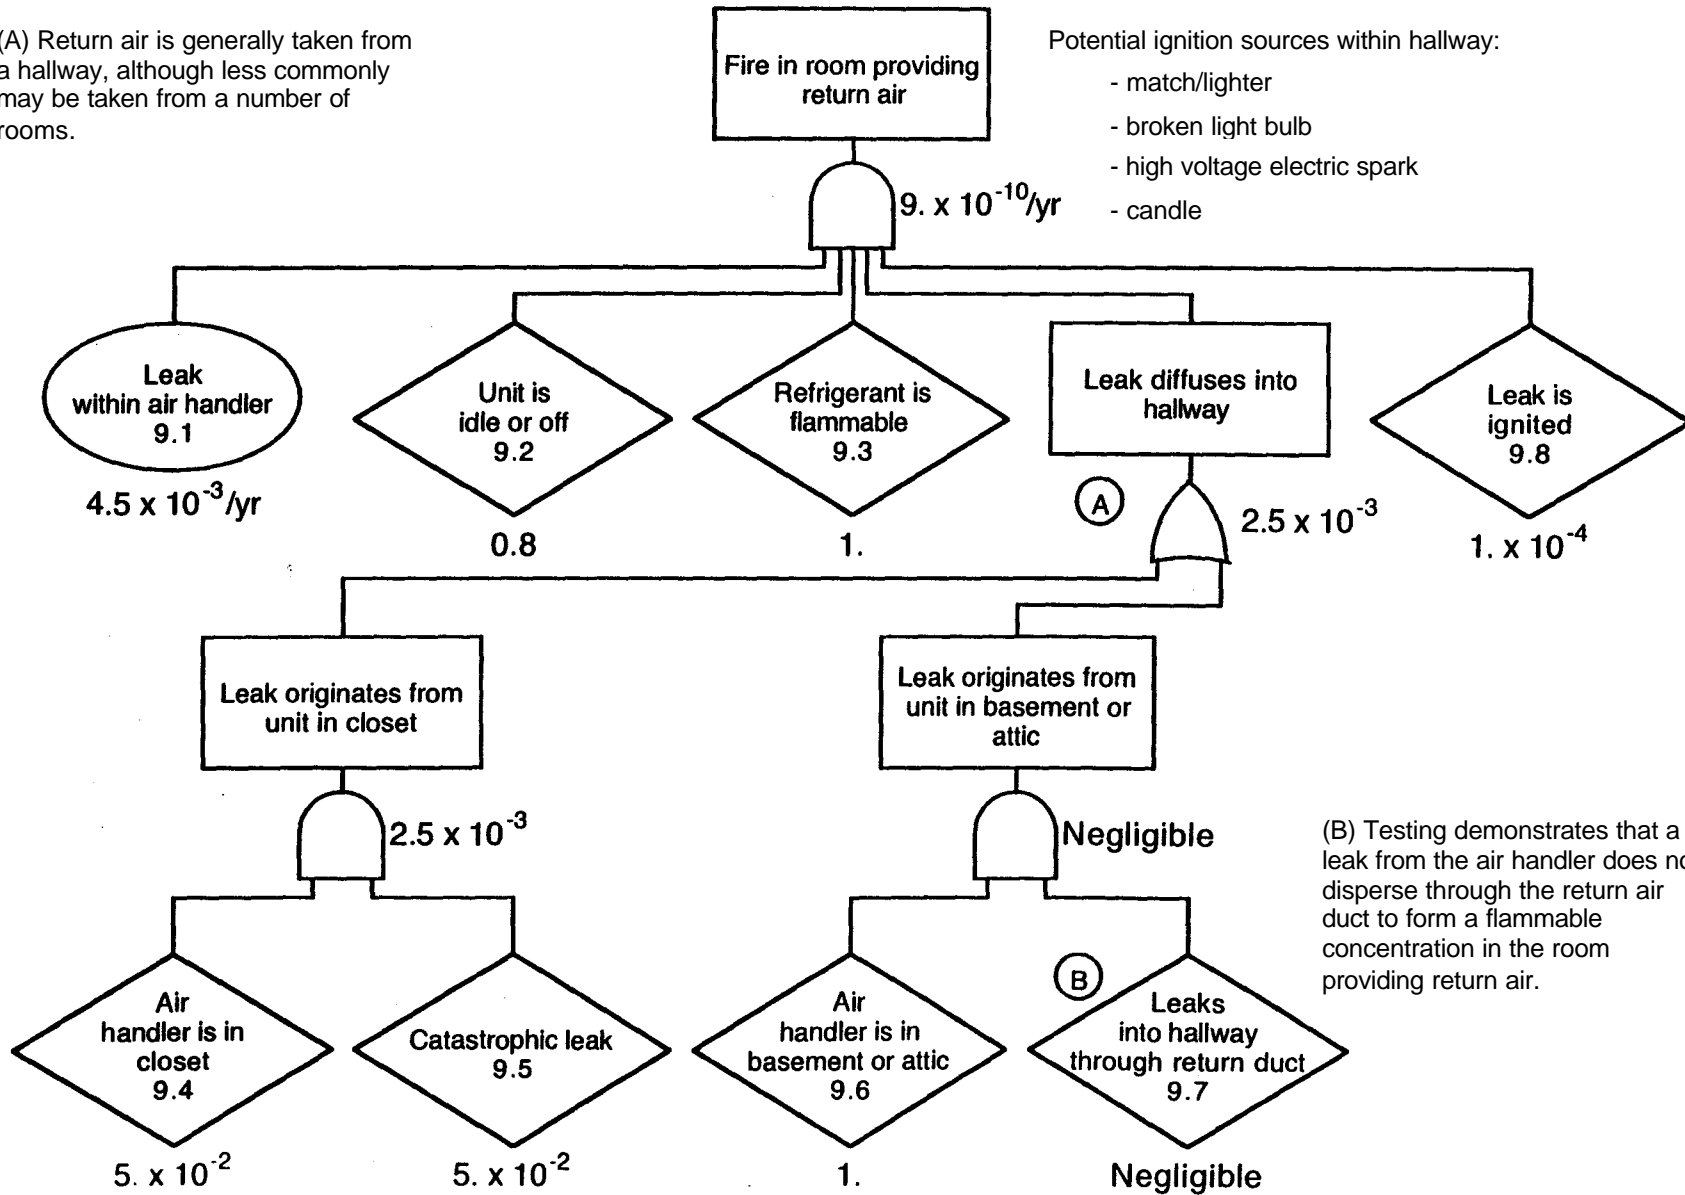 (A) Return air is generally taken from
a hallway, although less commonly
may be taken from a number of
rooms.
Fire in room providing
return air
Potential ignition sources within hallway:
- match/lighter
- broken light bulb
- high voltage electric spark
- candle
9. x 10^-10/yr
Leak
within air handler
9.1
4.5 x 10^-3/yr
Unit is
idle or off
9.2
0.8
Refrigerant is
flammable
9.3
1.
Leak diffuses into
hallway
A
2.5 x 10^-3
Leak is
ignited
9.8
1. x 10^-4
Leak originates from
unit in closet
2.5 x 10^-3
Leak originates from
unit in basement or
attic
Negligible
(B) Testing demonstrates that a
leak from the air handler does no
disperse through the return air
duct to form a flammable
concentration in the room
providing return air.
Air
handler is in
closet
9.4
5. x 10^-2
Catastrophic leak
9.5
5. x 10^-2
Air
handler is in
basement or attic
9.6
1.
B
Leaks
into hallway
through return duct
9.7
Negligible